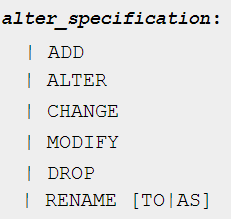 alter_specification:
| ADD
| ALTER
| CHANGE
| MODIFY
| DROP
| RENAME [TO|AS]